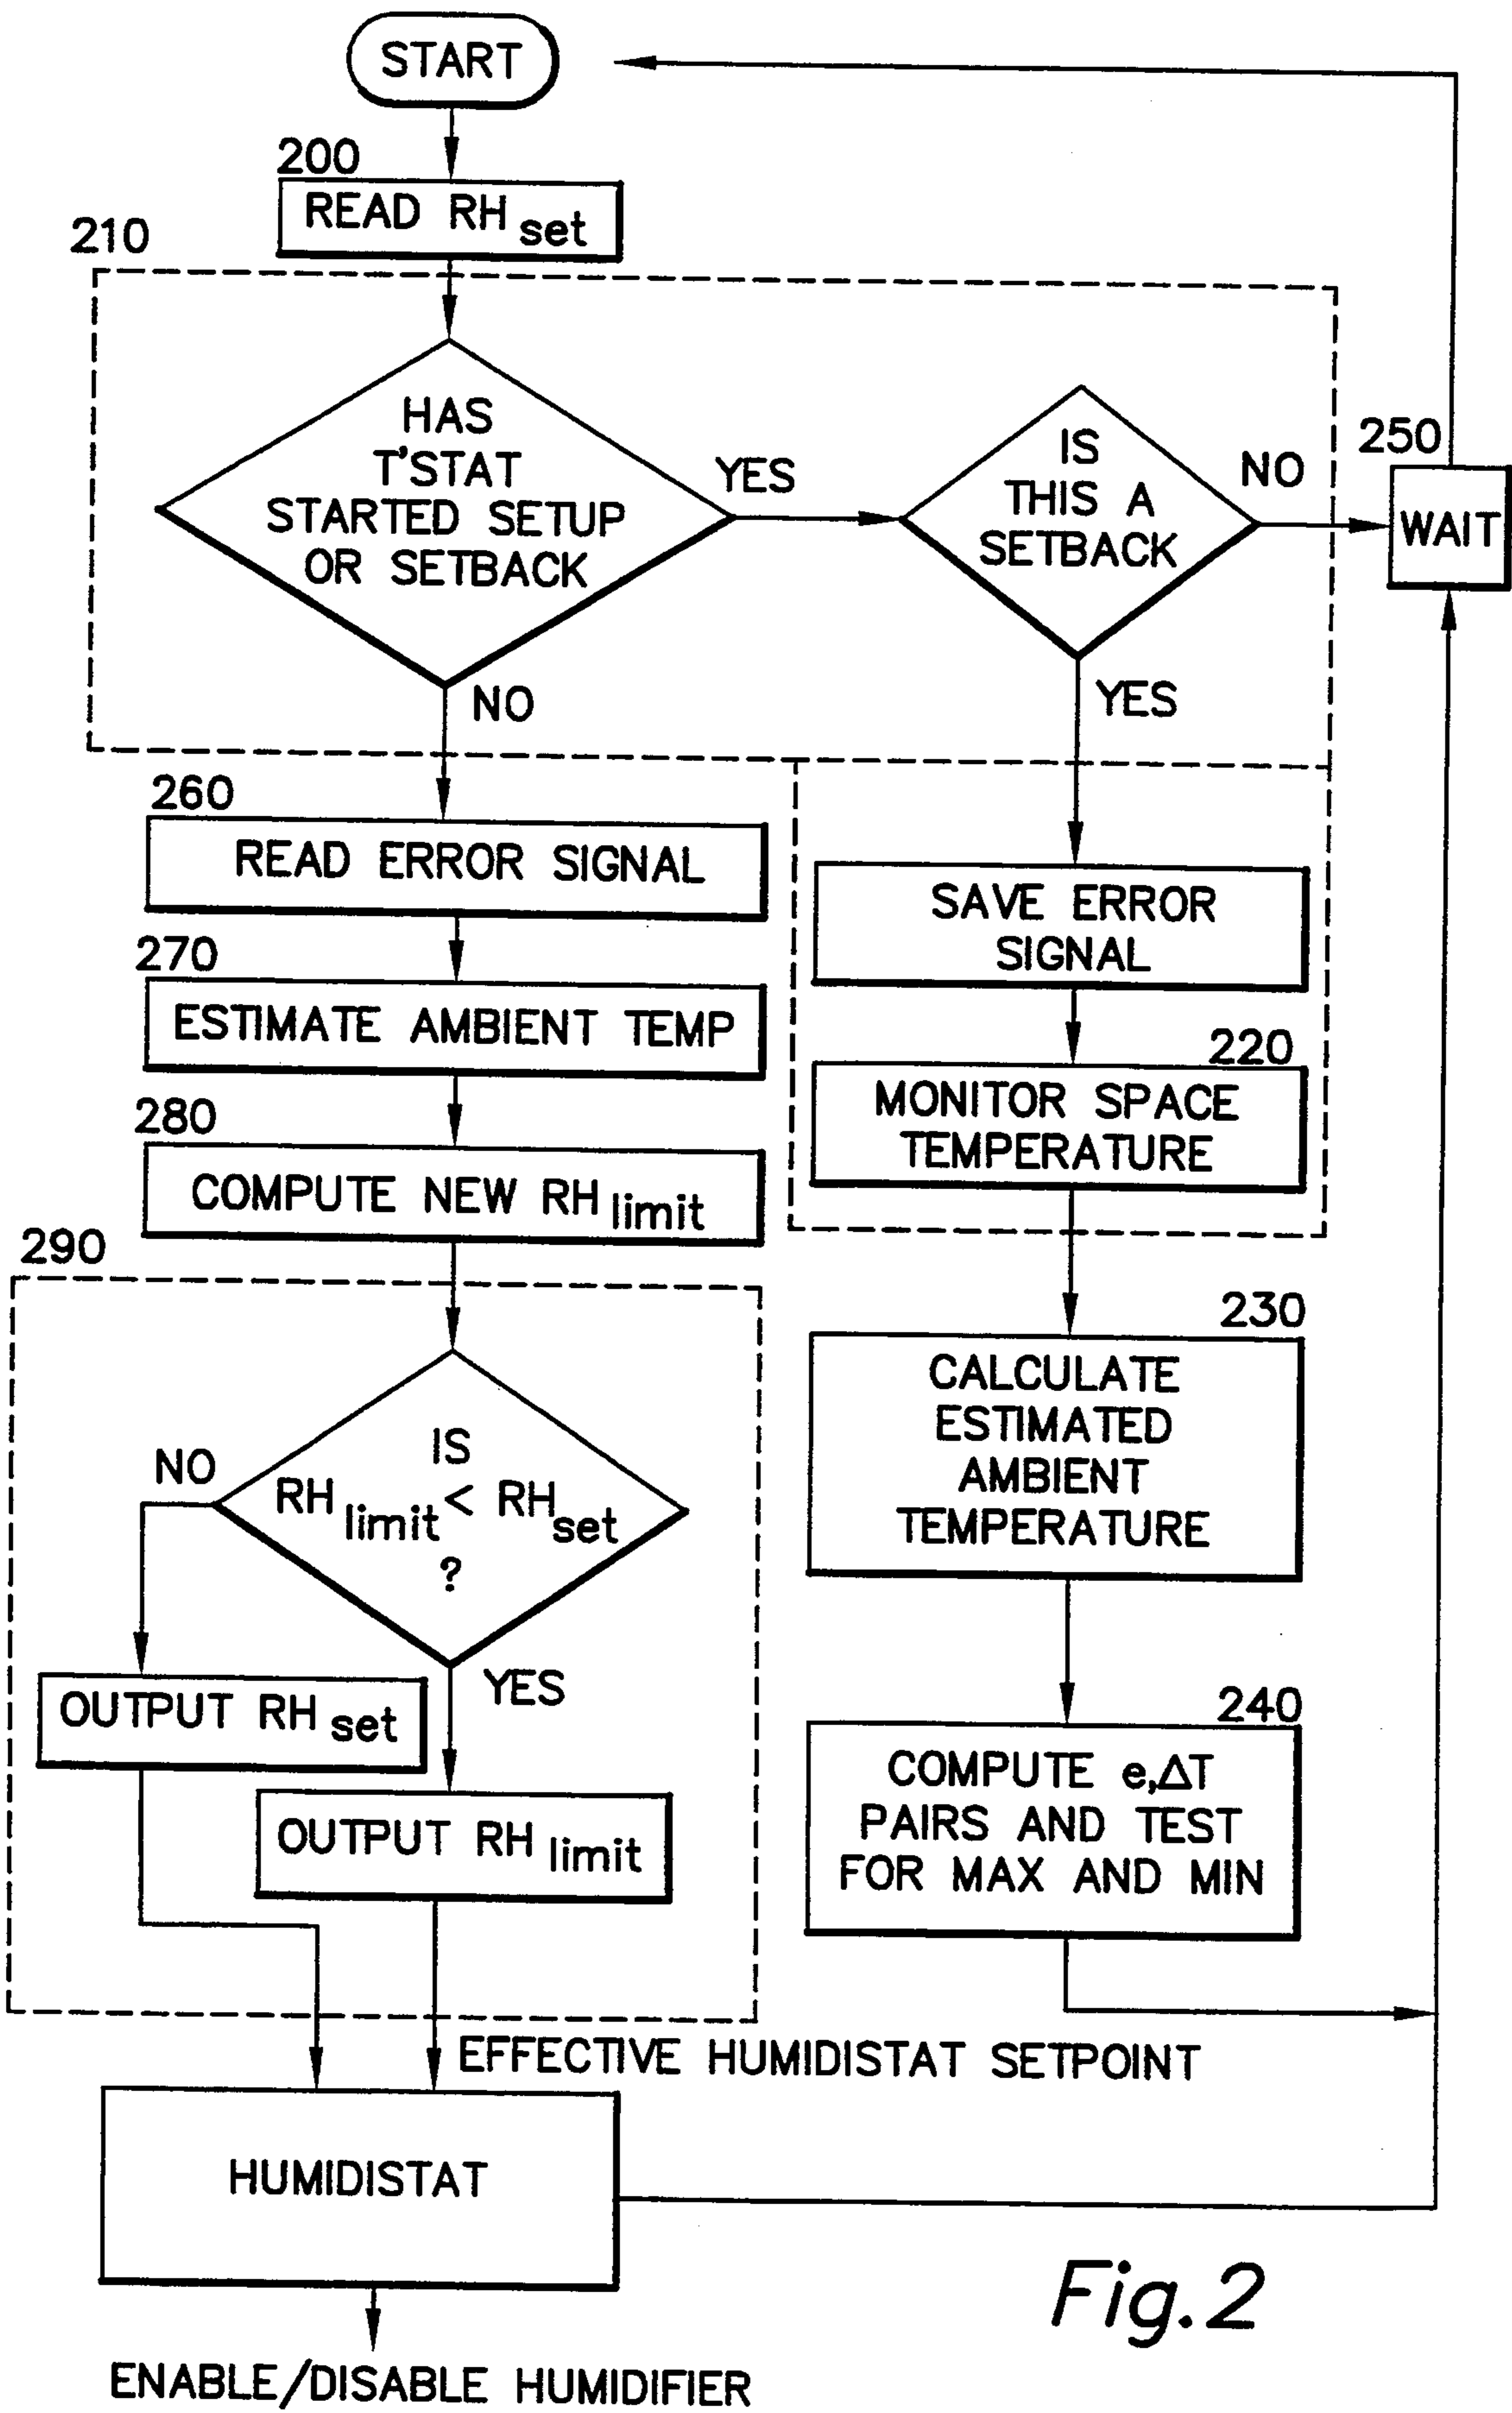 START
200
READ RH set
210
HAS
T'STAT
STARTED SETUP
OR SETBACK
YES
NO
IS
THIS A
SETBACK
NO
YES
250
WAIT
260
READ ERROR SIGNAL
270
ESTIMATE AMBIENT TEMP
280
COMPUTE NEW RH limit
SAVE ERROR
SIGNAL
220
MONITOR SPACE
TEMPERATURE
230
CALCULATE
ESTIMATED
AMBIENT
TEMPERATURE
240
COMPUTE e,ΔT
PAIRS AND TEST
FOR MAX AND MIN
290
IS
RH limit < RH set
?
NO
YES
OUTPUT RH set
OUTPUT RH limit
EFFECTIVE HUMIDISTAT SETPOINT
HUMIDISTAT
ENABLE/DISABLE HUMIDIFIER
Fig.2